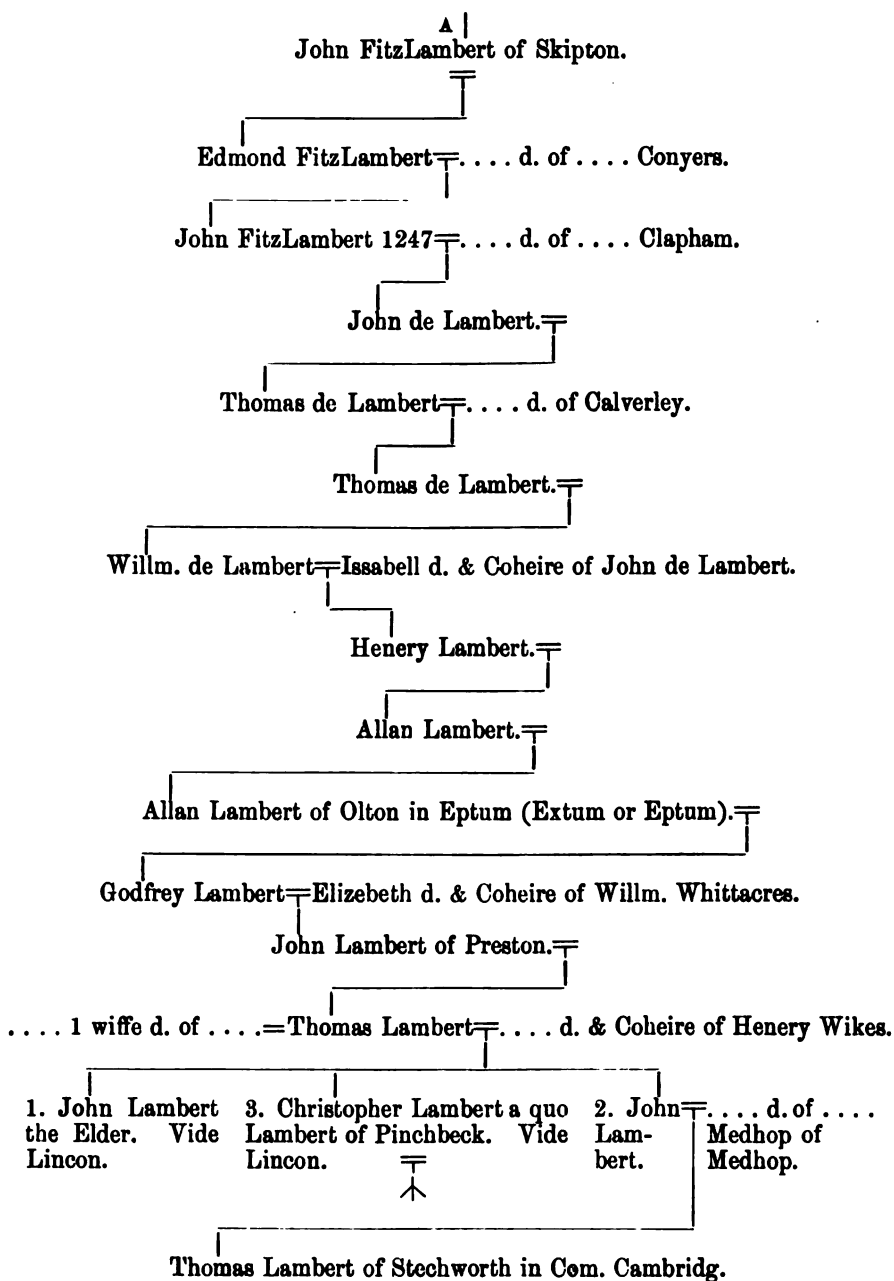 A
John FitzLambert of Skipton.
Edmond FitzLambert=. . . . d. of . . . . Conyers.
John FitzLambert 1247=. . . . d. of . . . . Clapham.
John de Lambert.=
Thomas de Lambert=. . . . d. of Calverley.
Thomas de Lambert.=
Willm. de Lambert=Issabell d. & Coheire of John de Lambert.
Henery Lambert.=
Allan Lambert.=
Allan Lambert of Olton in Eptum (Extum or Eptum).=
Godfrey Lambert=Elizebeth d. & Coheire of Willm. Whittacres.
John Lambert of Preston.=
. . . . 1 wiffe d. of . . . .=Thomas Lambert=. . . . d. & Coheire of Henery Wikes.
1. John Lambert
the Elder. Vide
Lincon.
3. Christopher Lambert a quo
Lambert of Pinchbeck. Vide
Lincon. =
2. John=. . . . d. of . . . .
Lam- Medhop of
bert. Medhop.
Thomas Lambert of Stechworth in Com. Cambridg.